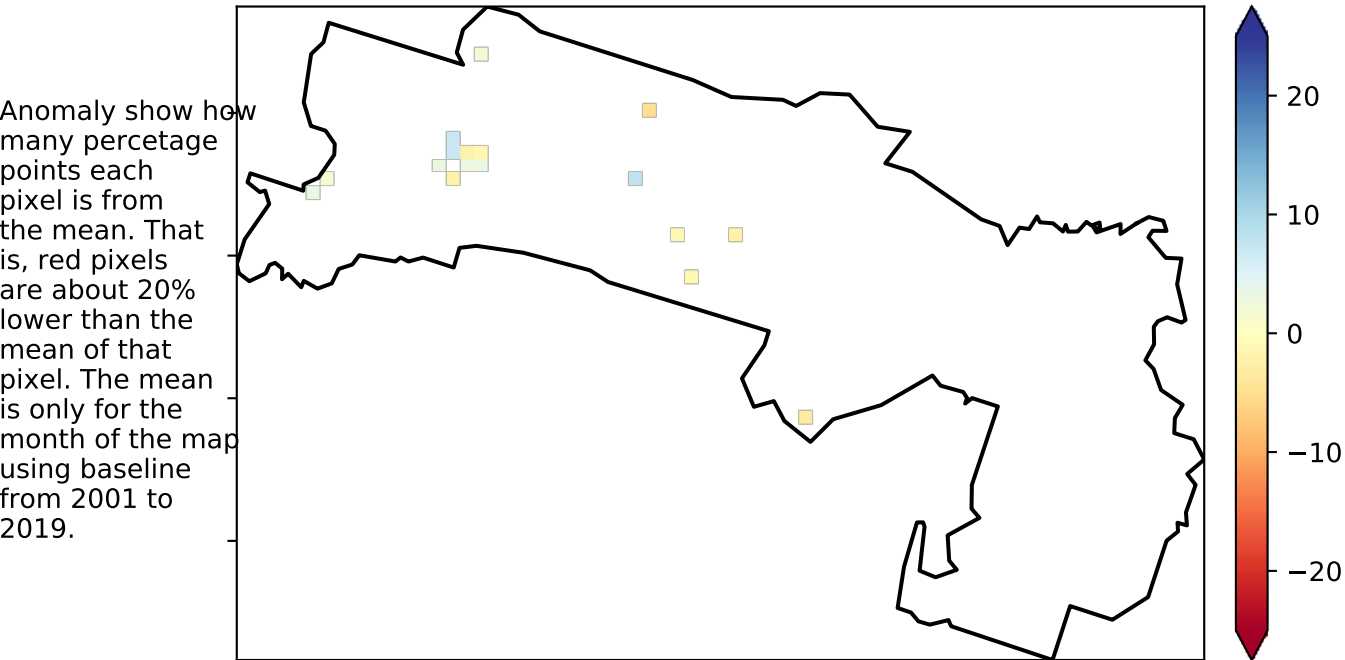 Anomaly show how
many percetage
points each
pixel is from
the mean. That
is, red pixels
are about 20%
lower than the
mean of that
pixel. The mean
is only for the
month of the map
using baseline
from 2001 to
2019.
20
10
0
−10
−20